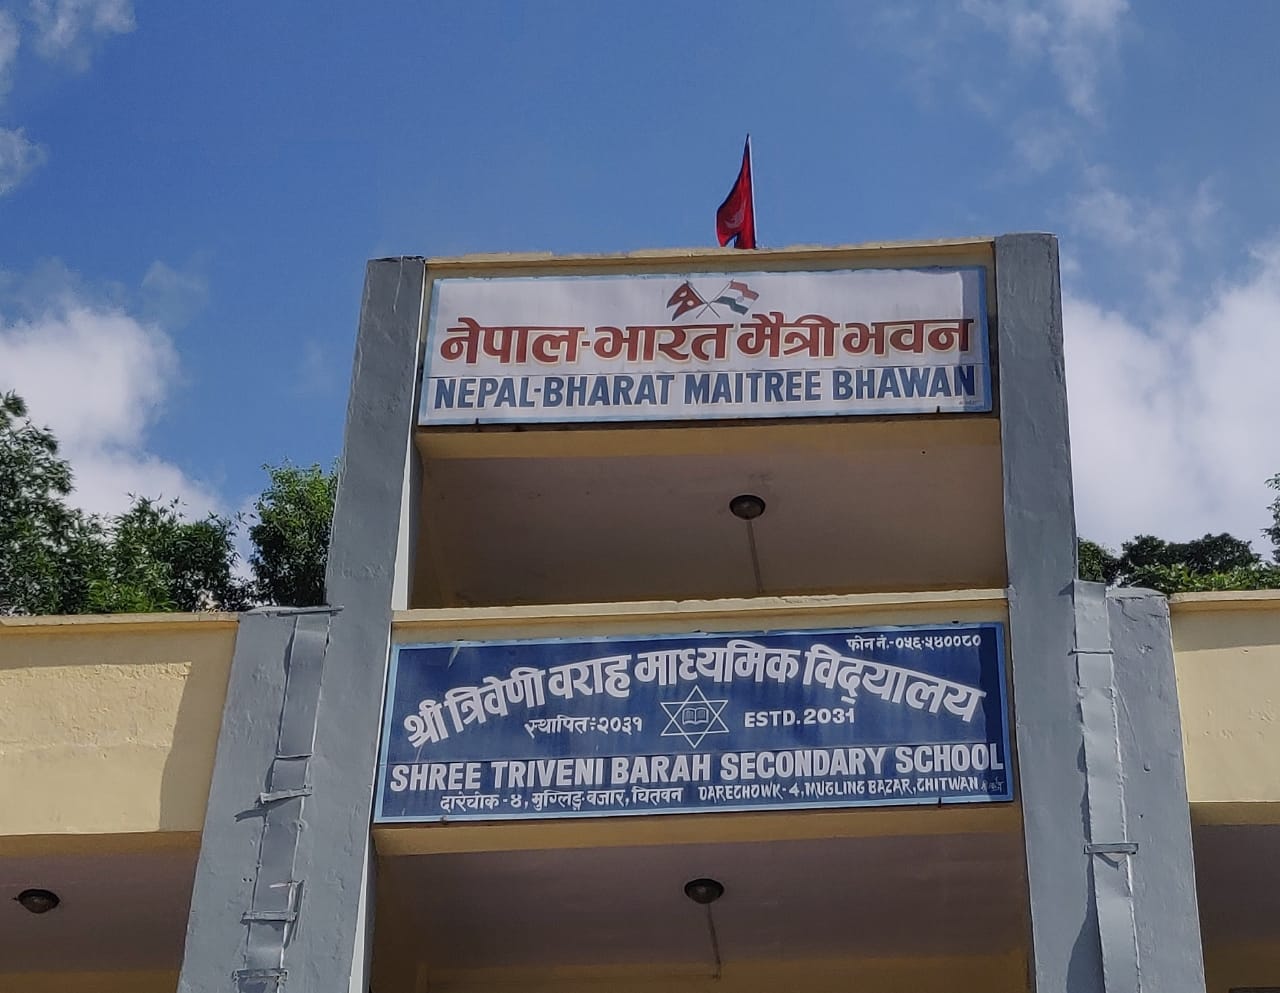 नेपाल-भारत मैत्री भवन
NEPAL-BHARAT MAITREE BHAWAN
फोन नं.-०५६-५४००८०
श्री त्रिवेणी वराह माध्यमिक विद्यालय
स्थापितः२०३१ ESTD. 2031
SHREE TRIVENI BARAH SECONDARY SCHOOL
दारेचोक -४, मुग्लिङ-बजार, चितवन DARECHOWK-4, MUGLING BAZAR, CHITWAN